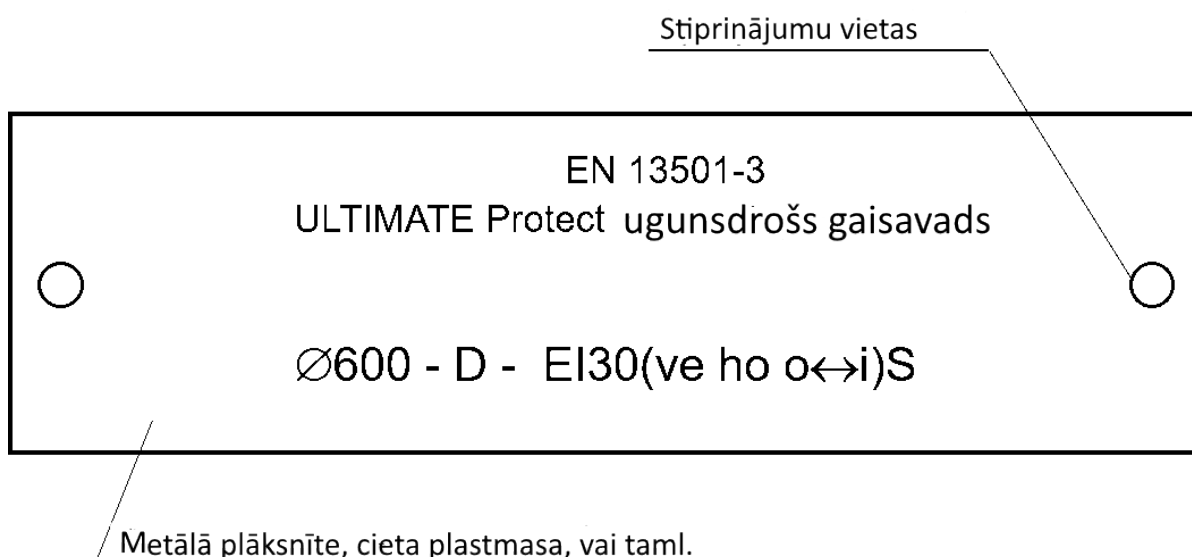 Stiprinājumu vietas
EN 13501-3
ULTIMATE Protect ugunsdrošs gaisavads
∅600 - D - EI30(ve ho o↔i)S
Metālā plāksnīte, cieta plastmasa, vai taml.